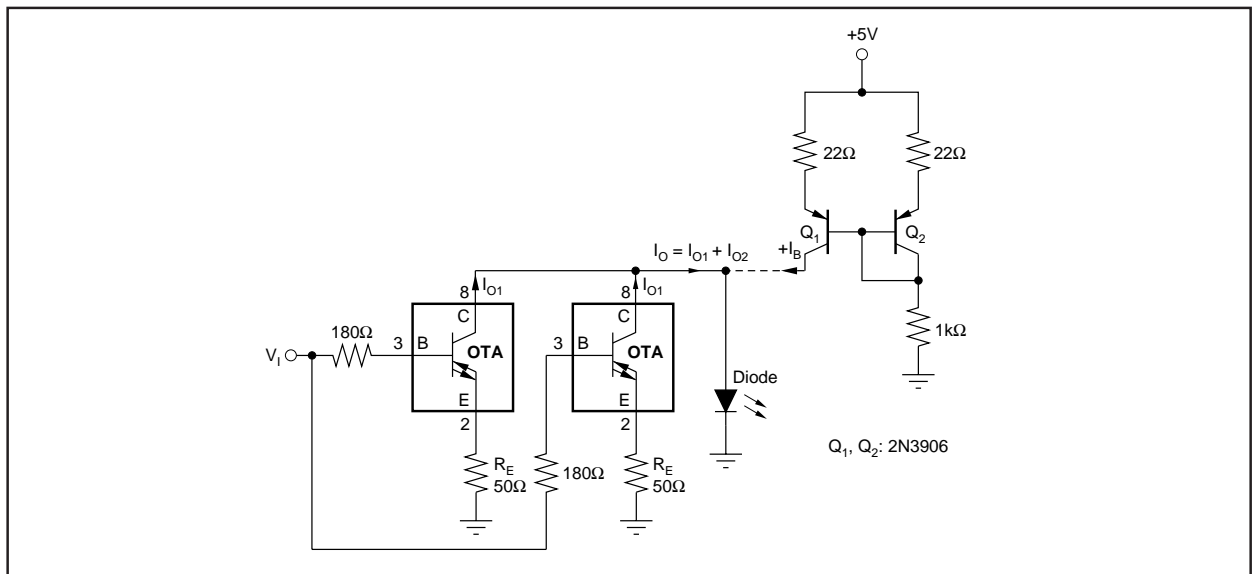 +5V
22Ω
22Ω
Q1
Q2
IO = IO1 + IO2
+IB
8
IO1
8
IO1
C
C
180Ω
1kΩ
VI
3
B
OTA
3
B
OTA
Diode
E
E
2
2
Q1, Q2: 2N3906
RE
50Ω
180Ω
RE
50Ω